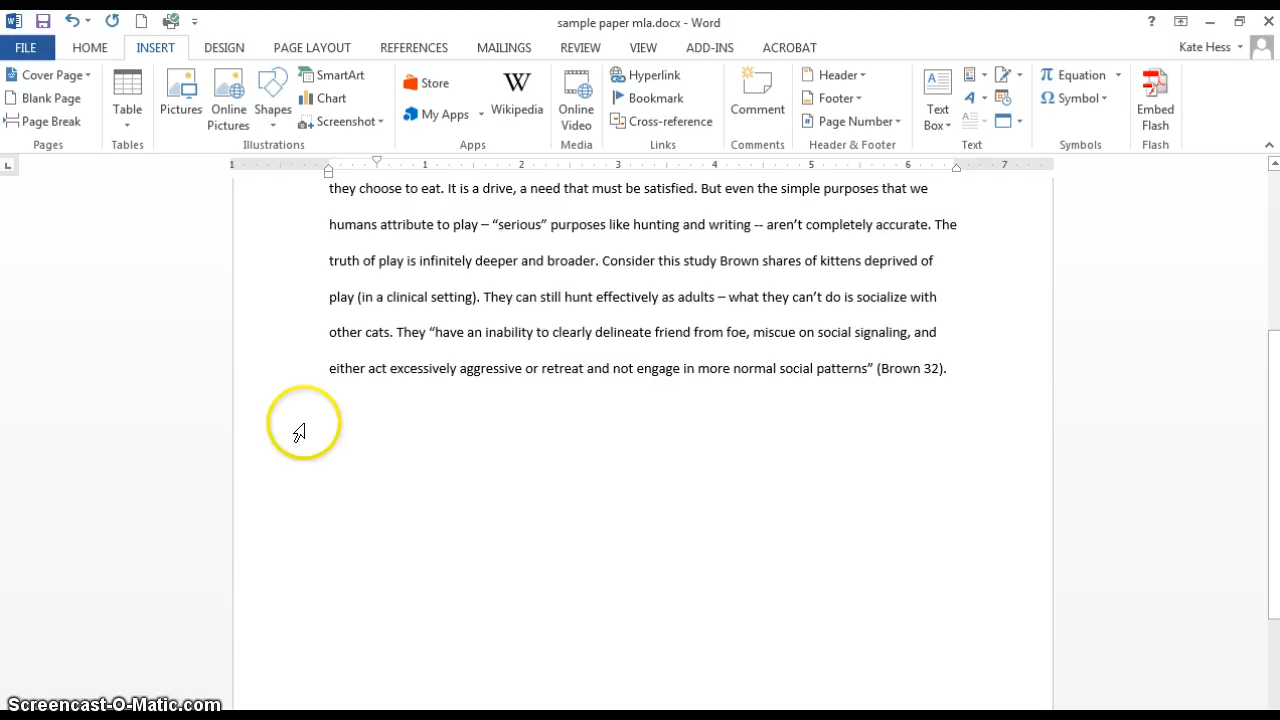 sample paper mla.docx - Word
?
FILE HOME INSERT DESIGN PAGE LAYOUT REFERENCES MAILINGS REVIEW VIEW ADD-INS ACROBAT Kate Hess
Cover Page
Blank Page
Page Break
Pages
Table
Tables
Pictures
Online
Pictures
Shapes
SmartArt
Chart
Screenshot
Illustrations
Store
My Apps
W
Wikipedia
Apps
Online
Video
Media
Hyperlink
Bookmark
Cross-reference
Links
Comment
Comments
Header
Footer
Page Number
Header & Footer
Text
Box
Text
π Equation
Ω Symbol
Symbols
Embed
Flash
Flash
1 1 2 3 4 5 6 7
they choose to eat. It is a drive, a need that must be satisfied. But even the simple purposes that we
humans attribute to play – “serious” purposes like hunting and writing -- aren’t completely accurate. The
truth of play is infinitely deeper and broader. Consider this study Brown shares of kittens deprived of
play (in a clinical setting). They can still hunt effectively as adults – what they can’t do is socialize with
other cats. They “have an inability to clearly delineate friend from foe, miscue on social signaling, and
either act excessively aggressive or retreat and not engage in more normal social patterns” (Brown 32).
Screencast-O-Matic.com